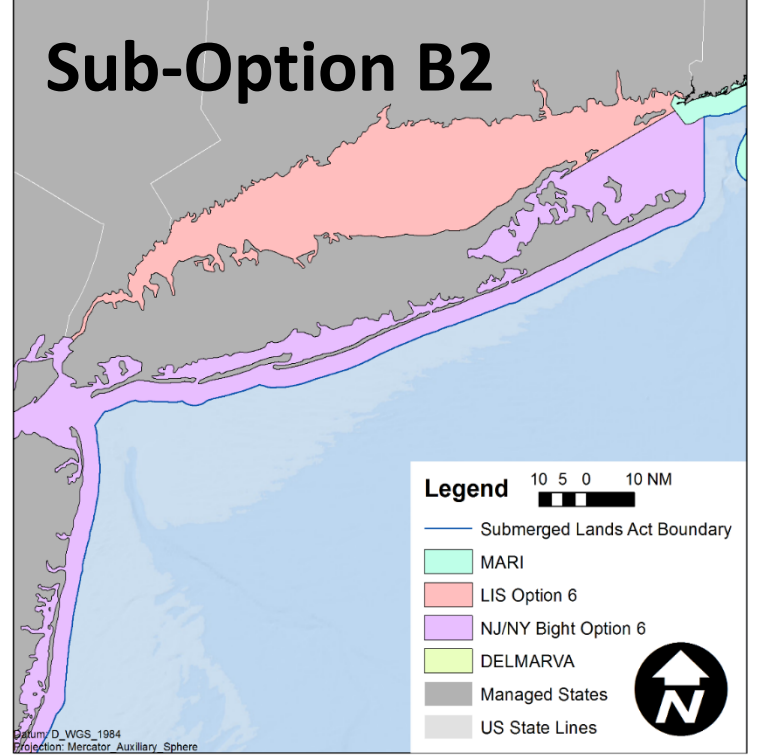 Sub-Option B2
Legend
10 5 0 10 NM
Submerged Lands Act Boundary
MARI
LIS Option 6
NJ/NY Bight Option 6
DELMARVA
Managed States
US State Lines
N
Datum: D_WGS_1984
Projection: Mercator_Auxiliary_Sphere